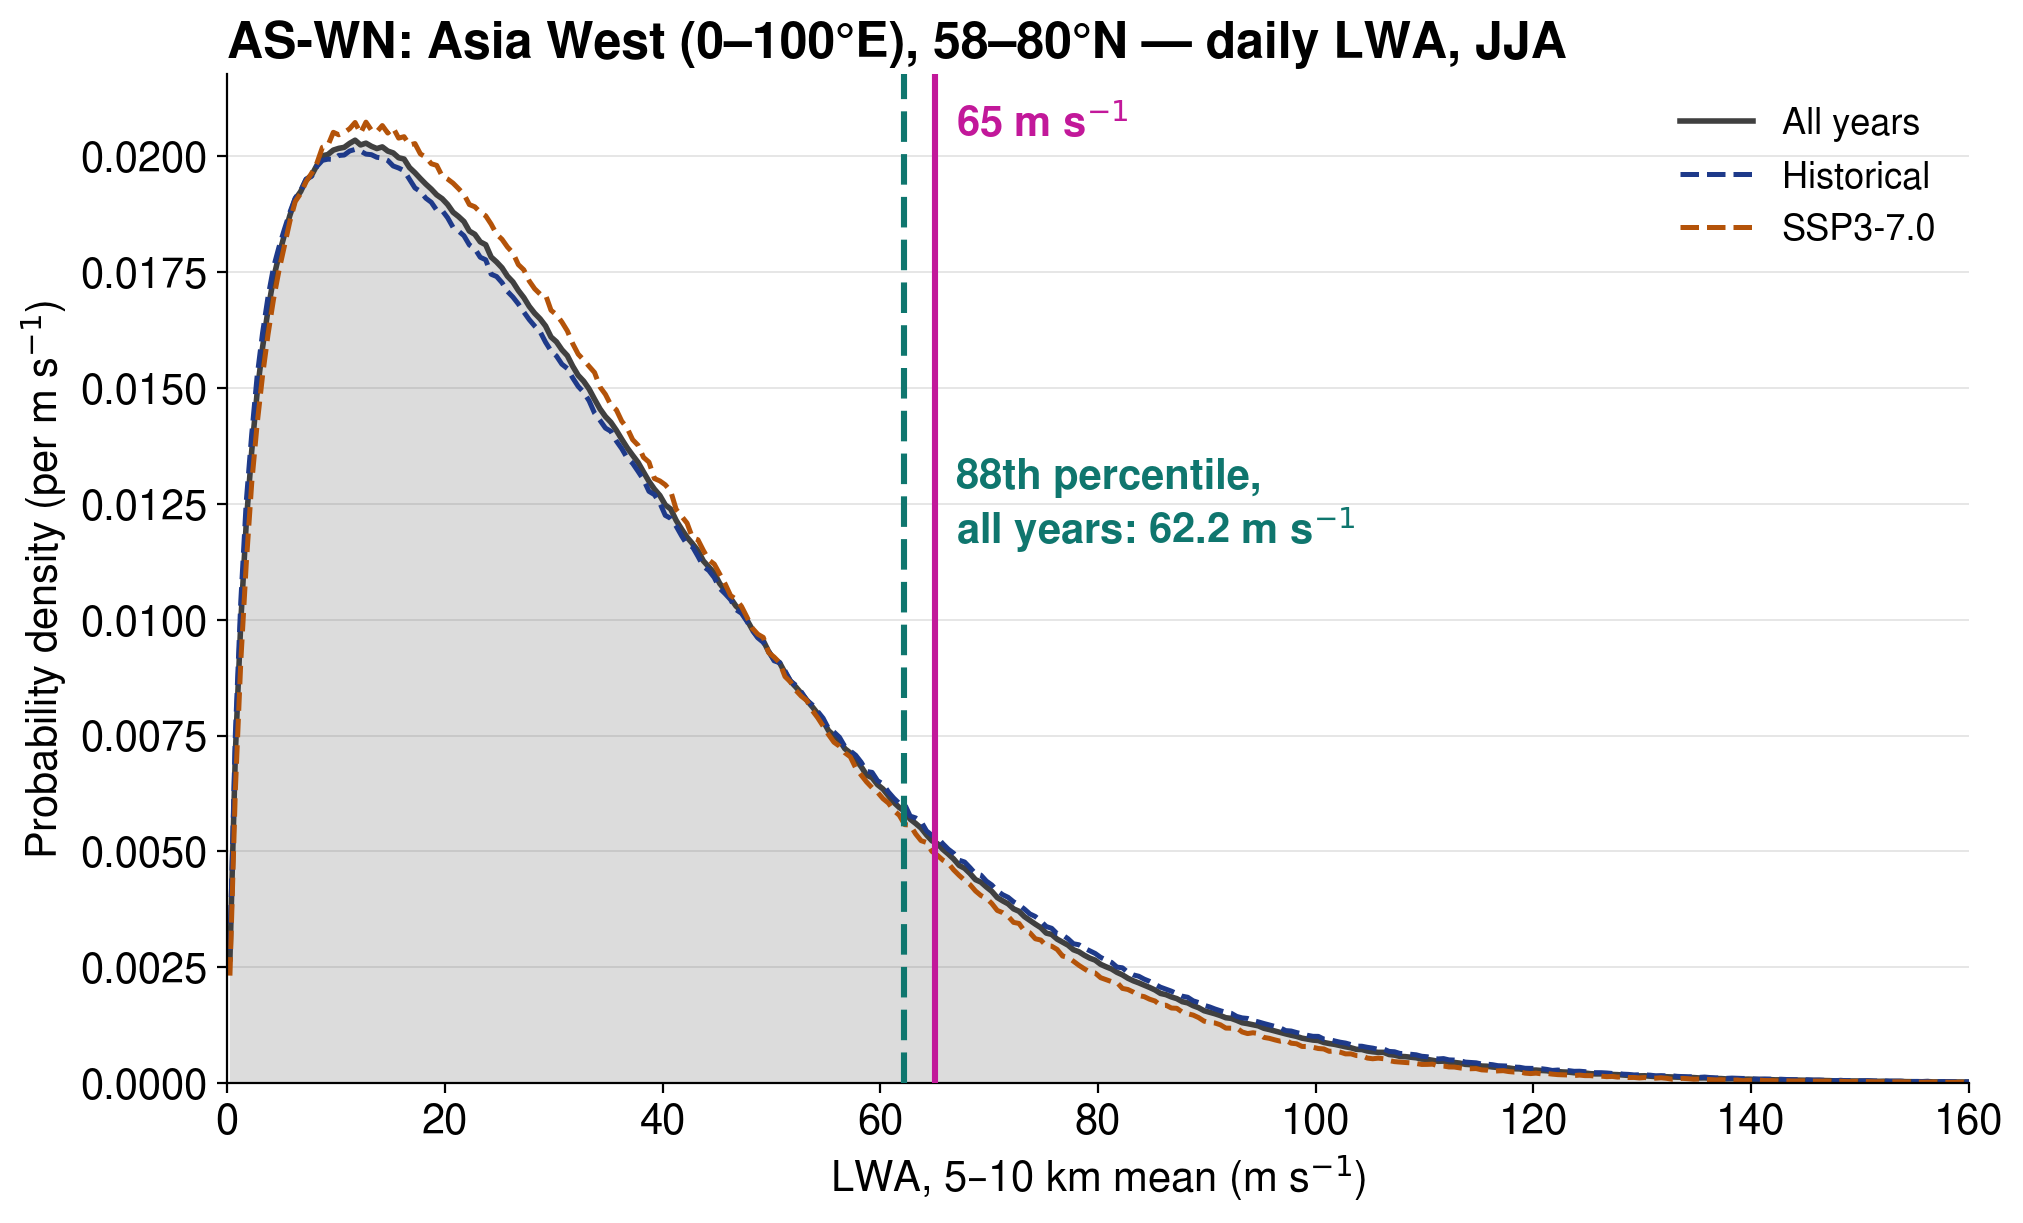 AS-WN: Asia West (0–100°E), 58–80°N — daily LWA, JJA
65 m s⁻¹
All years
Historical
SSP3-7.0
88th percentile,
all years: 62.2 m s⁻¹
Probability density (per m s⁻¹)
0.0200
0.0175
0.0150
0.0125
0.0100
0.0075
0.0050
0.0025
0.0000
0 20 40 60 80 100 120 140 160
LWA, 5–10 km mean (m s⁻¹)